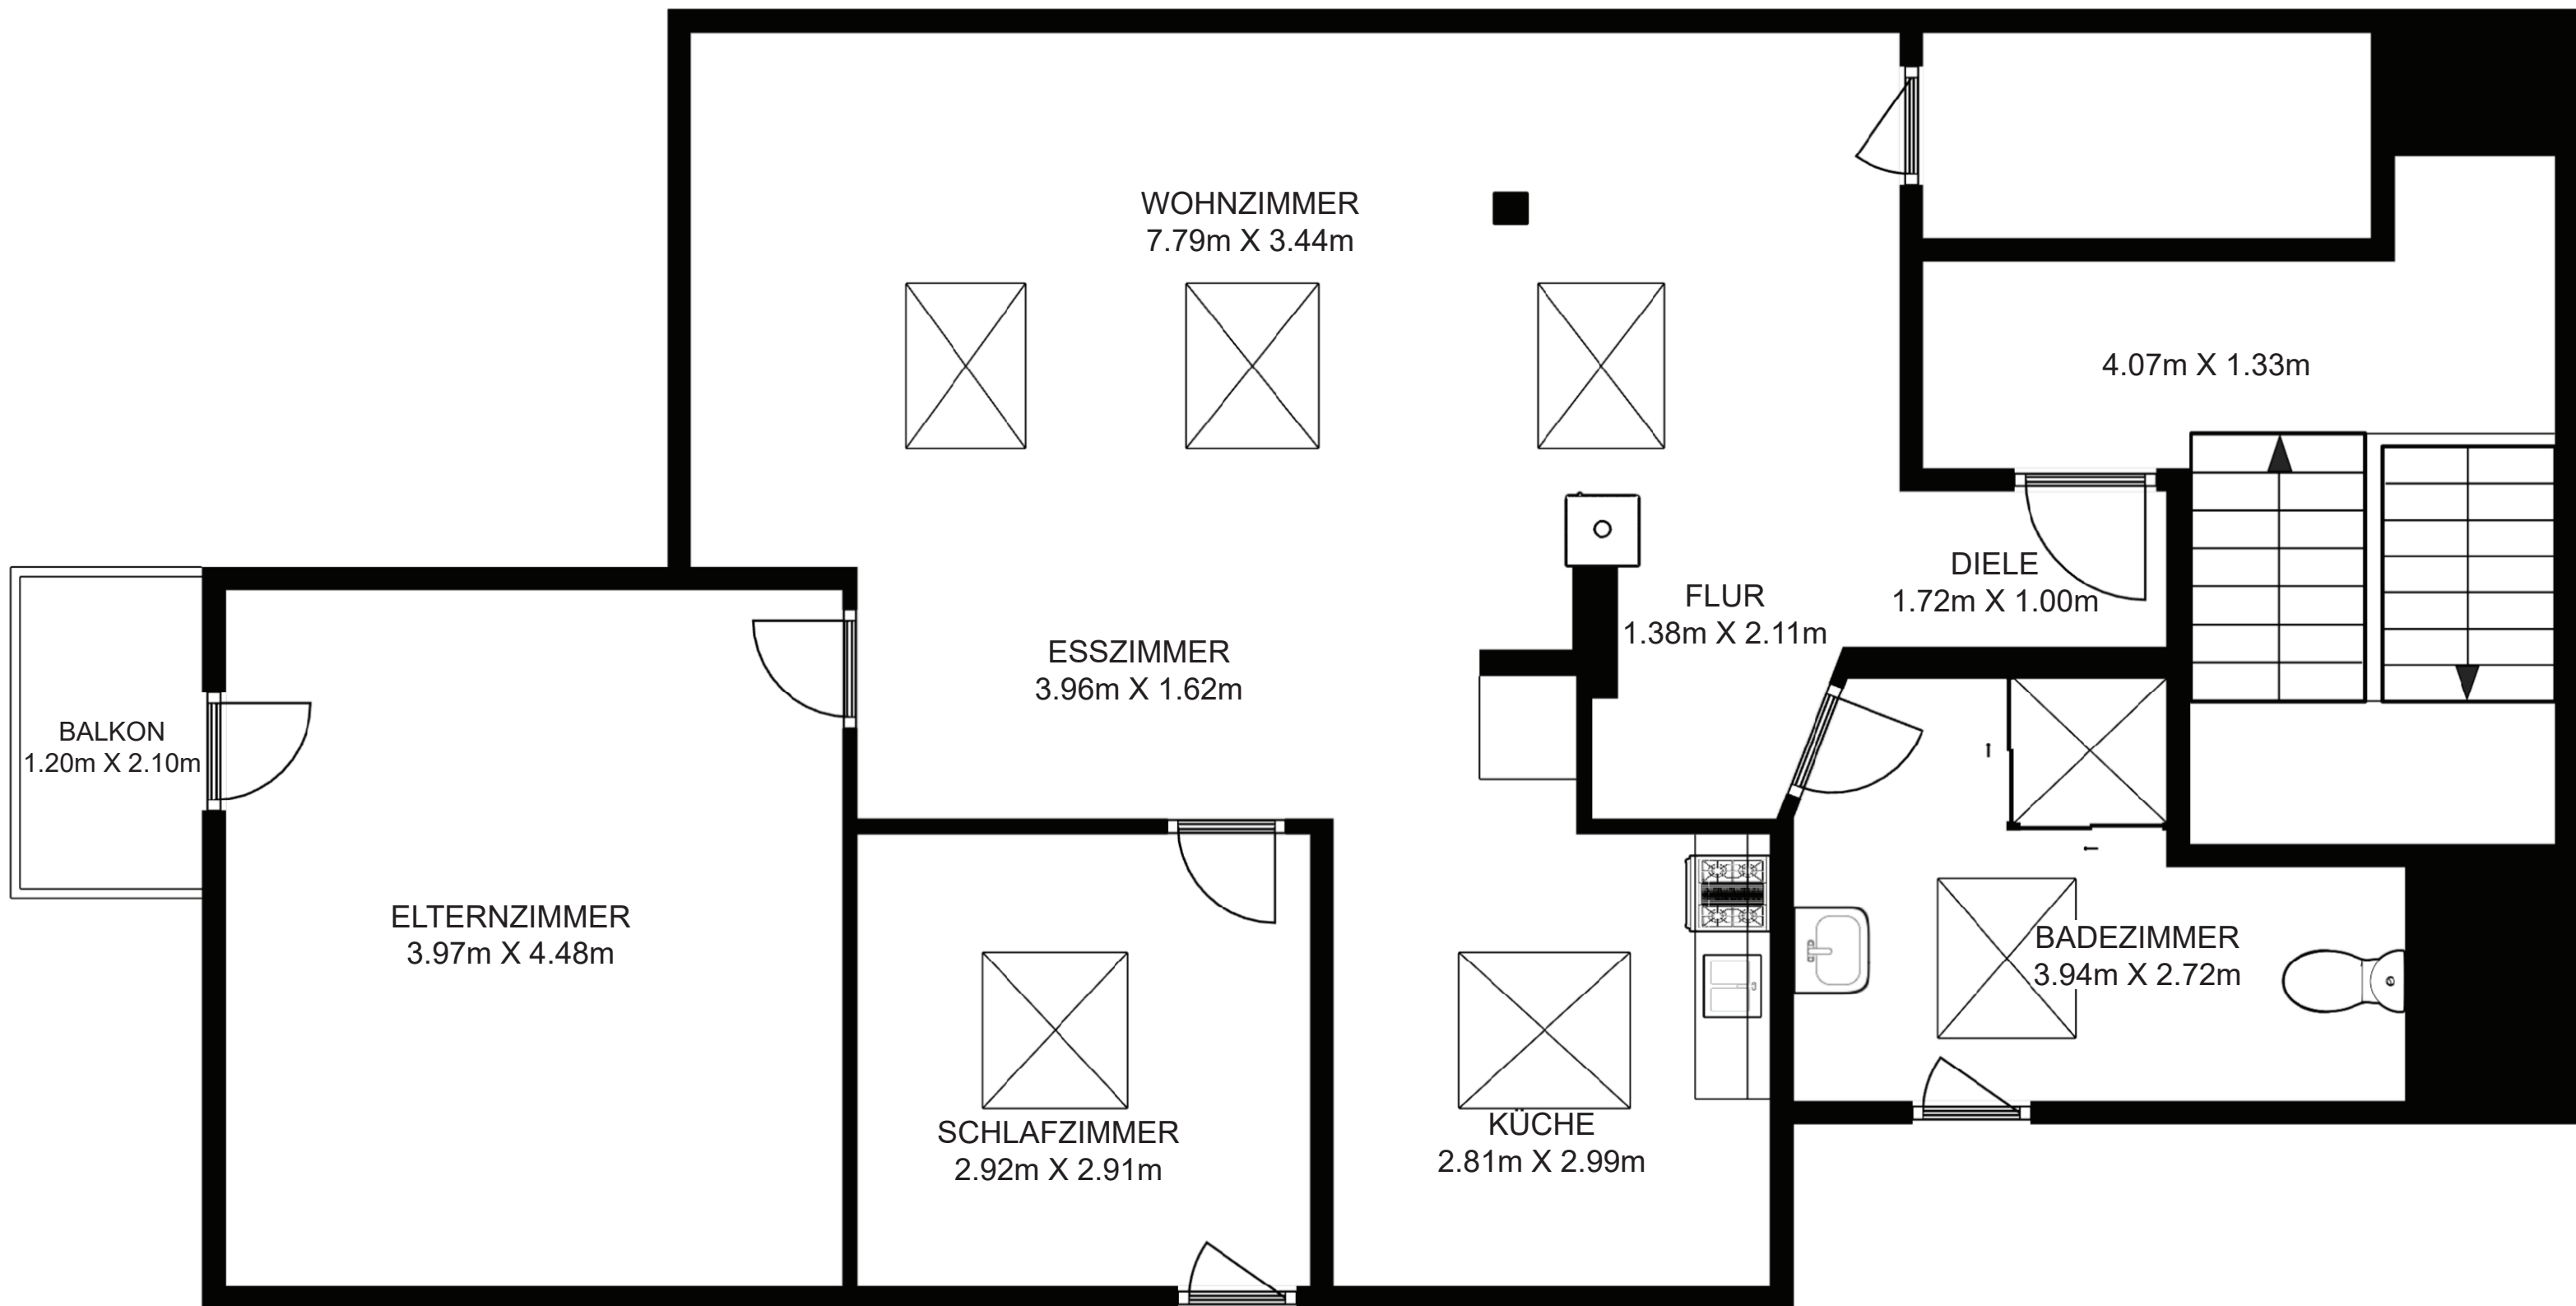 WOHNZIMMER
7.79m X 3.44m
4.07m X 1.33m
DIELE
1.72m X 1.00m
FLUR
1.38m X 2.11m
ESSZIMMER
3.96m X 1.62m
BALKON
1.20m X 2.10m
ELTERNZIMMER
3.97m X 4.48m
BADEZIMMER
3.94m X 2.72m
SCHLAFZIMMER
2.92m X 2.91m
KÜCHE
2.81m X 2.99m